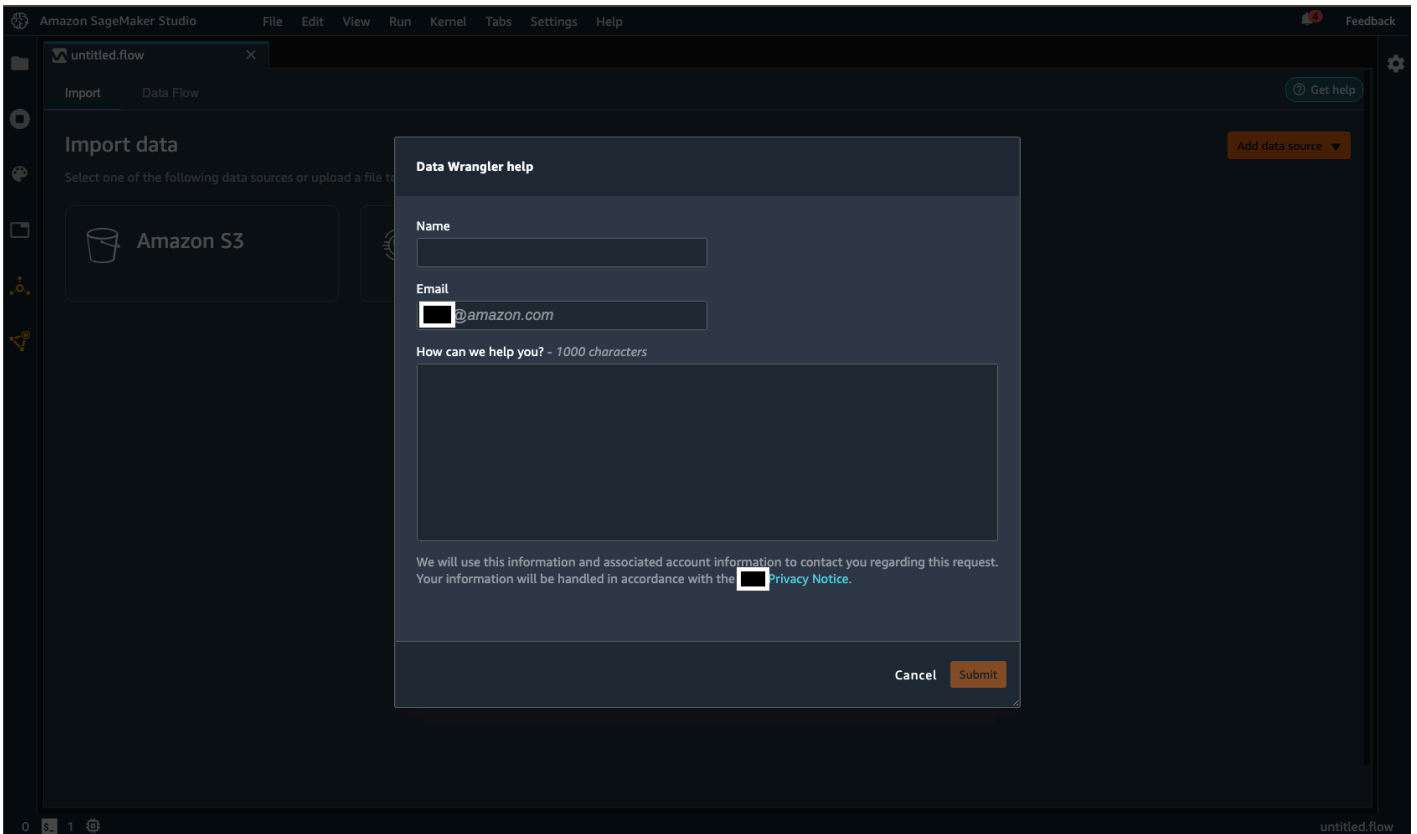 Amazon SageMaker Studio File Edit View Run Kernel Tabs Settings Help 4 Feedback
untitled.flow
Import Data Flow Get help
Import data Add data source
Select one of the following data sources or upload a file to
Amazon S3
Data Wrangler help
Name
Email
@amazon.com
How can we help you? - 1000 characters
We will use this information and associated account information to contact you regarding this request.
Your information will be handled in accordance with the Privacy Notice.
Cancel Submit
0 $_ 1 untitled.flow